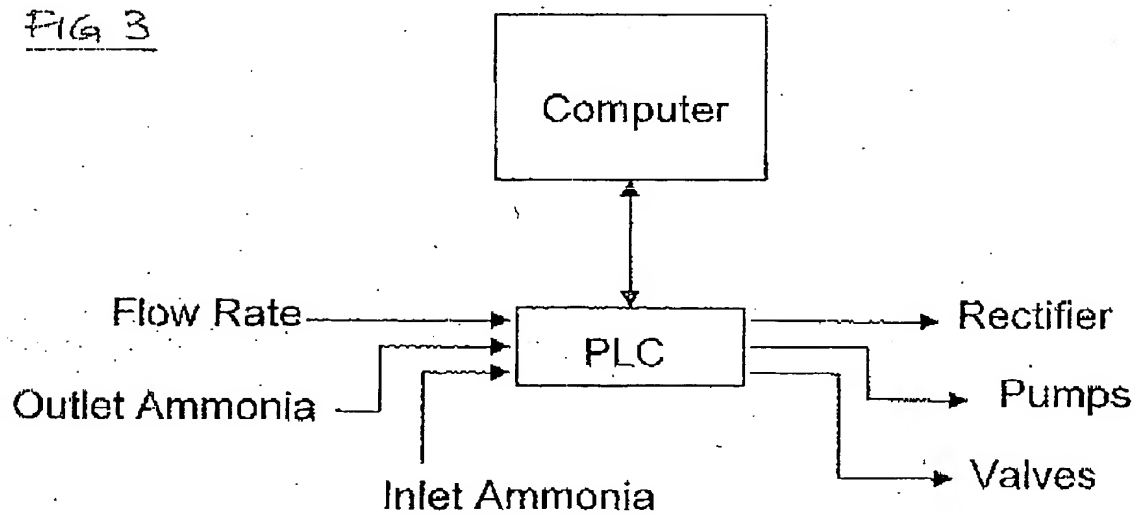 FIG 3
Computer
Flow Rate
PLC
Rectifier
Outlet Ammonia
Pumps
Inlet Ammonia
Valves